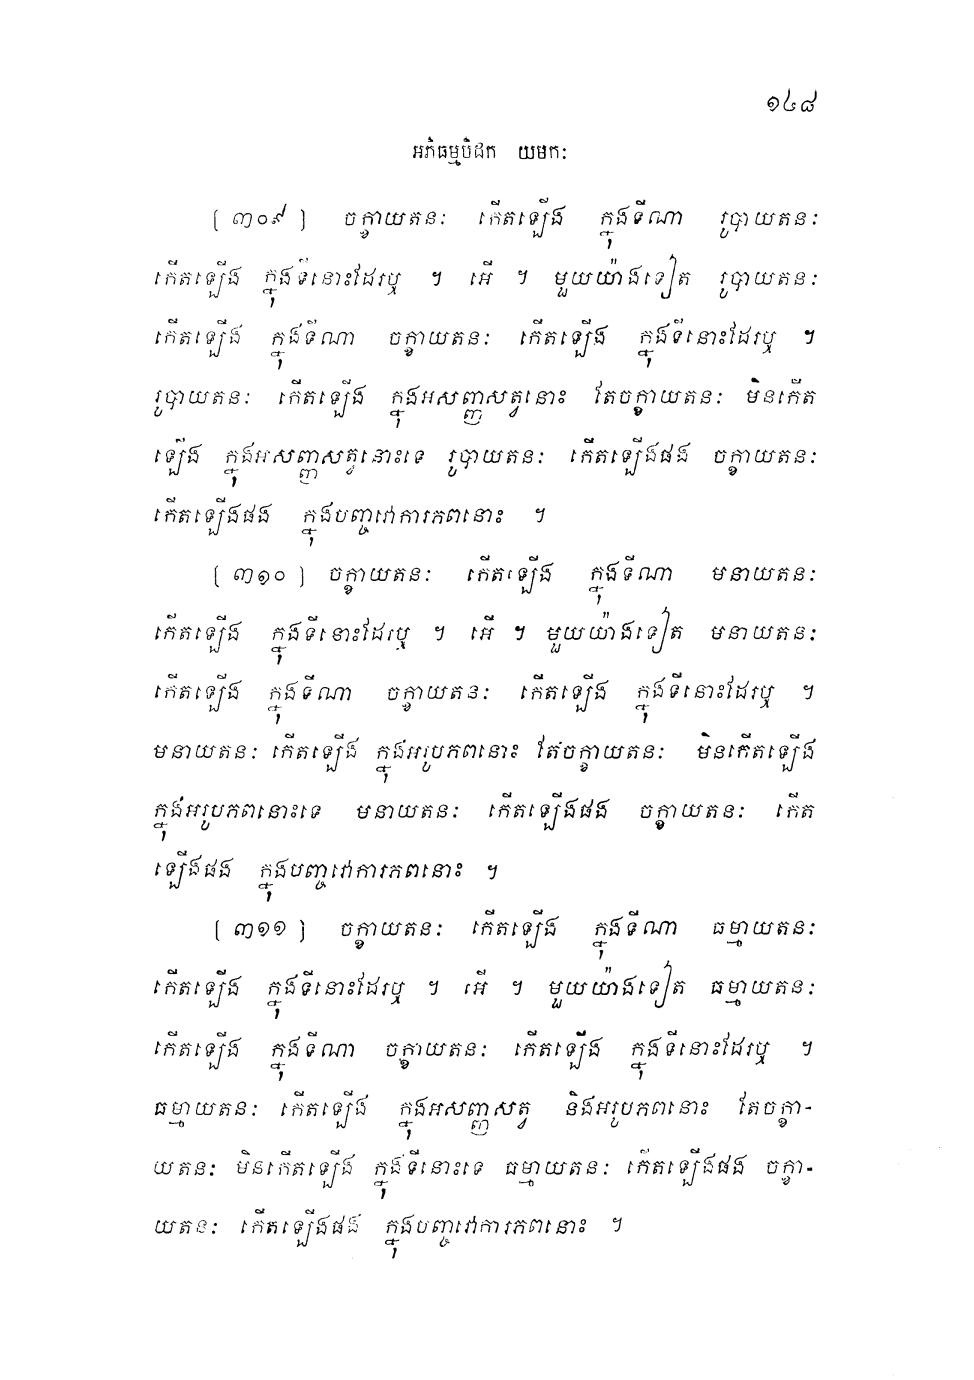 ១៤៨
អភិធម្មបិដក យមកៈ
[ ៣០៩ ] ចក្ខាយតនៈ កើតឡើង ក្នុងទីណា រូបាយតនៈ
កើតឡើង ក្នុងទីនោះដែរឬ ។ អើ ។ មួយយ៉ាងទៀត រូបាយតនៈ
កើតឡើង ក្នុងទីណា ចក្ខាយតនៈ កើតឡើង ក្នុងទីនោះដែរឬ ។
រូបាយតនៈ កើតឡើង ក្នុងអសញ្ញសត្វនោះ តែចក្ខាយតនៈ មិនកើត
ឡើង ក្នុងអសញ្ញសត្វនោះទេ រូបាយតនៈ កើតឡើងផង ចក្ខាយតនៈ
កើតឡើងផង ក្នុងបញ្ចវោការភពនោះ ។
[ ៣១០ ] ចក្ខាយតនៈ កើតឡើង ក្នុងទីណា មនាយតនៈ
កើតឡើង ក្នុងទីនោះដែរឬ ។ អើ ។ មួយយ៉ាងទៀត មនាយតនៈ
កើតឡើង ក្នុងទីណា ចក្ខាយតនៈ កើតឡើង ក្នុងទីនោះដែរឬ ។
មនាយតនៈ កើតឡើង ក្នុងអរូបភពនោះ តែចក្ខាយតនៈ មិនកើតឡើង
ក្នុងអរូបភពនោះទេ មនាយតនៈ កើតឡើងផង ចក្ខាយតនៈ កើត
ឡើងផង ក្នុងបញ្ចវោការភពនោះ ។
[ ៣១១ ] ចក្ខាយតនៈ កើតឡើង ក្នុងទីណា ធម្មាយតនៈ
កើតឡើង ក្នុងទីនោះដែរឬ ។ អើ ។ មួយយ៉ាងទៀត ធម្មាយតនៈ
កើតឡើង ក្នុងទីណា ចក្ខាយតនៈ កើតឡើង ក្នុងទីនោះដែរឬ ។
ធម្មាយតនៈ កើតឡើង ក្នុងអសញ្ញសត្វ និងអរូបភពនោះ តែចក្ខា-
យតនៈ មិនកើតឡើង ក្នុងទីនោះទេ ធម្មាយតនៈ កើតឡើងផង ចក្ខា-
យតនៈ កើតឡើងផង ក្នុងបញ្ចវោការភពនោះ ។